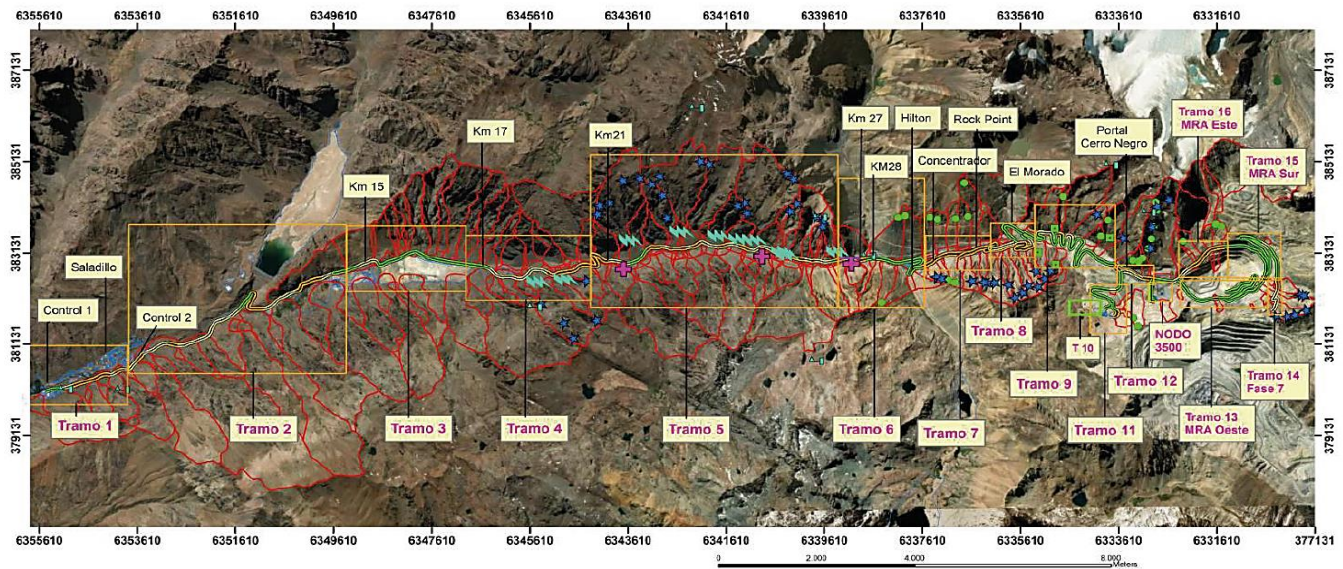 6355610 6353610 6351610 6349610 6347610 6345610 6343610 6341610 6339610 6337610 6335610 6333610 6331610
387131 387131
385131 385131
383131 383131
381131 381131
379131 379131
377131
Control 1
Saladillo
Control 2
Km 15
Km 17
Km21
Km 27
KM28
Hilton
Concentrador
Rock Point
El Morado
Portal
Cerro Negro
Tramo 16
MRA Este
Tramo 15
MRA Sur
Tramo 1
Tramo 2
Tramo 3
Tramo 4
Tramo 5
Tramo 6
Tramo 7
Tramo 8
Tramo 9
T 10
Tramo 11
Tramo 12
NODO
3500
Tramo 13
MRA Oeste
Tramo 14
Fase 7
6355610 6353610 6351610 6349610 6347610 6345610 6343610 6341610 6339610 6337610 6335610 6333610 6331610
0 2.000 4.000 8.000
Meters